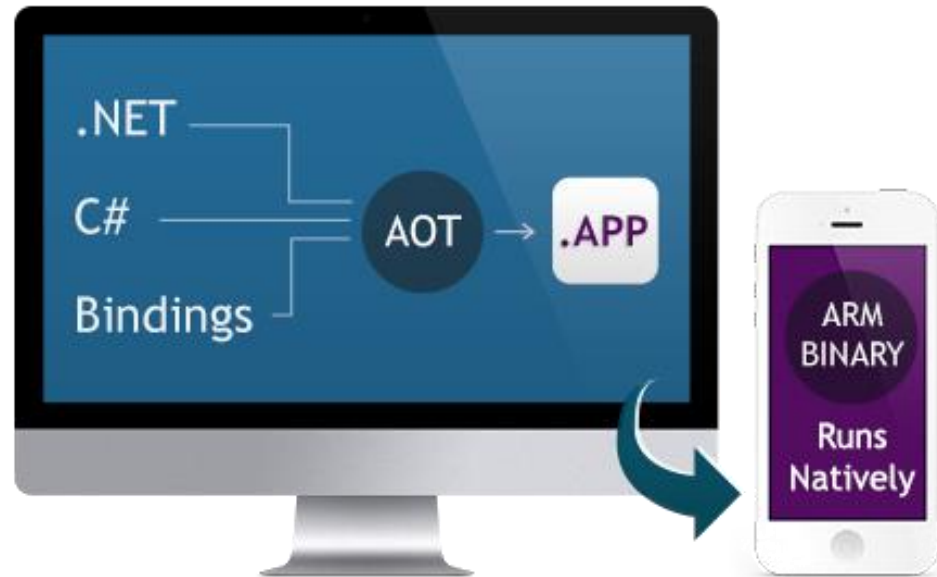 .NET
C#
Bindings
AOT
.APP
ARM
BINARY
Runs
Natively